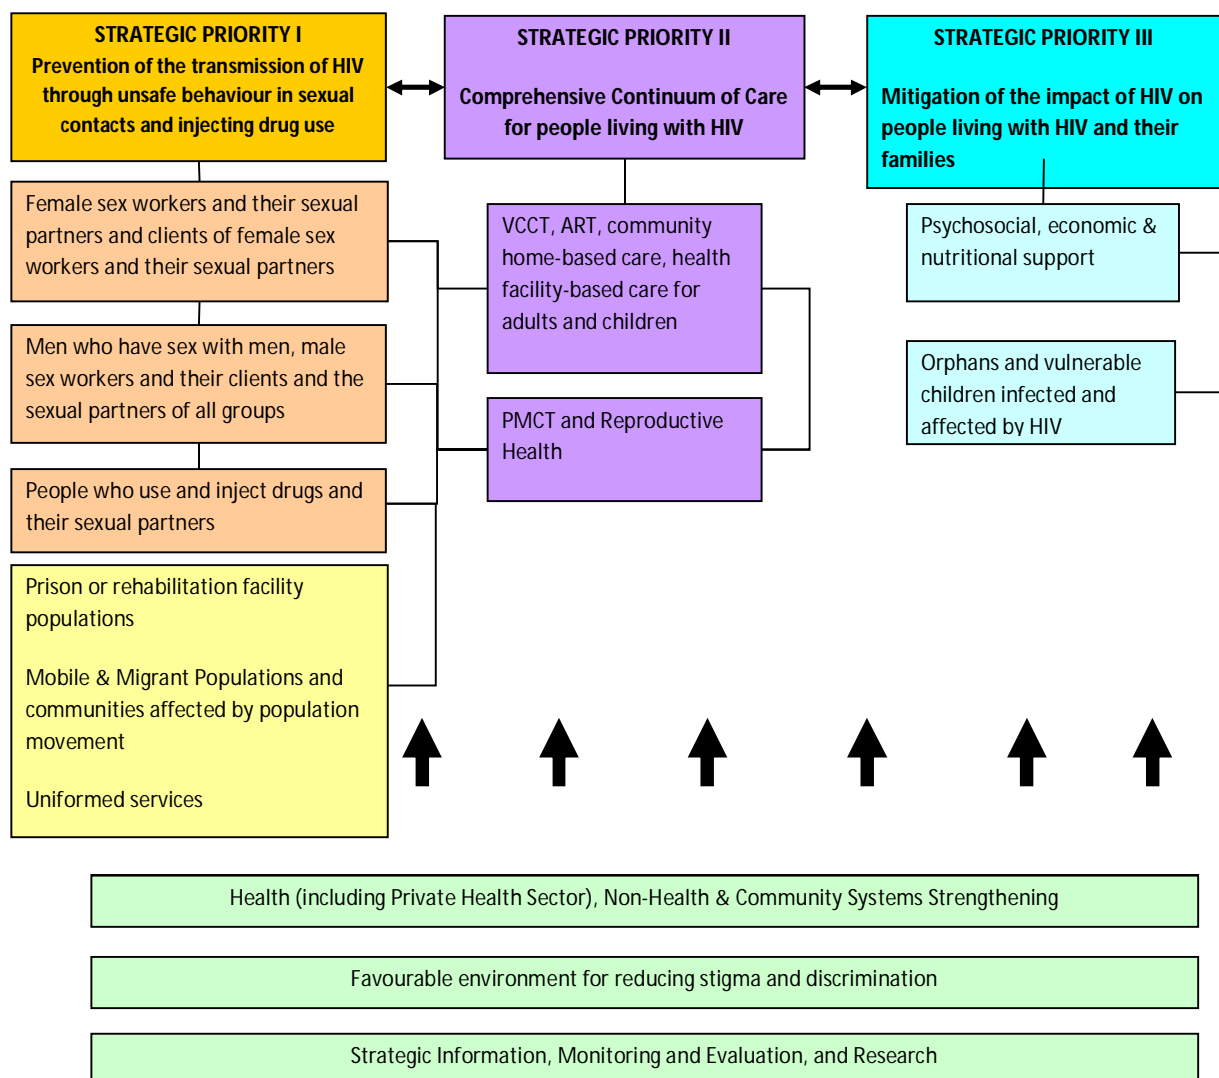 STRATEGIC PRIORITY I
Prevention of the transmission of HIV
through unsafe behaviour in sexual
contacts and injecting drug use
Female sex workers and their sexual
partners and clients of female sex
workers and their sexual partners
Men who have sex with men, male
sex workers and their clients and the
sexual partners of all groups
People who use and inject drugs and
their sexual partners
Prison or rehabilitation facility
populations
Mobile & Migrant Populations and
communities affected by population
movement
Uniformed services
STRATEGIC PRIORITY II
Comprehensive Continuum of Care
for people living with HIV
VCCT, ART, community
home-based care, health
facility-based care for
adults and children
PMCT and Reproductive
Health
STRATEGIC PRIORITY III
Mitigation of the impact of HIV on
people living with HIV and their
families
Psychosocial, economic &
nutritional support
Orphans and vulnerable
children infected and
affected by HIV
Health (including Private Health Sector), Non-Health & Community Systems Strengthening
Favourable environment for reducing stigma and discrimination
Strategic Information, Monitoring and Evaluation, and Research